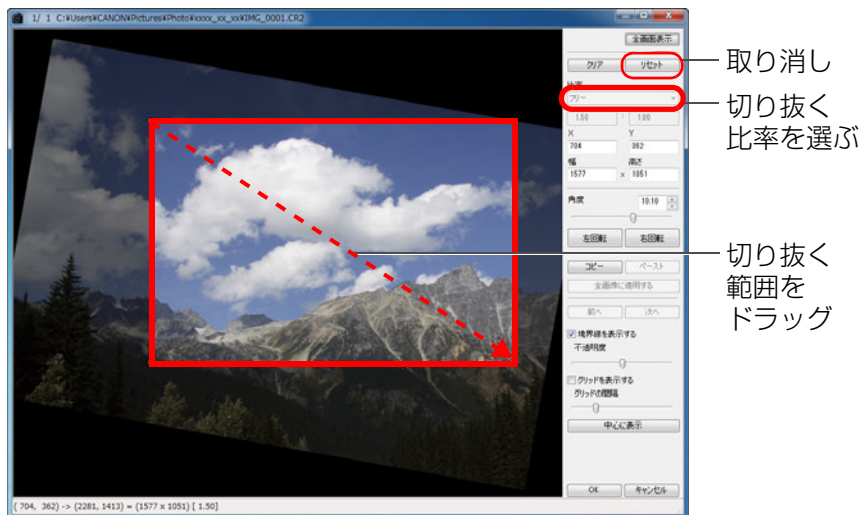 1/ 1 C:¥Users¥CANON¥Pictures¥Photo¥xxxx_xx_xx¥IMG_0001.CR2
全画面表示
クリア
リセット
取り消し
比率
フリー
切り抜く
比率を選ぶ
1.50 : 1.00
X Y
704 362
幅 高さ
1577 x 1051
角度 10.10
左回転 右回転
切り抜く
範囲を
ドラッグ
コピー ペースト
全画像に適用する
前へ 次へ
境界線を表示する
不透明度
グリッドを表示する
グリッドの間隔
中心に表示
OK キャンセル
( 704, 362) -> (2281, 1413) = (1577 x 1051) [ 1.50]